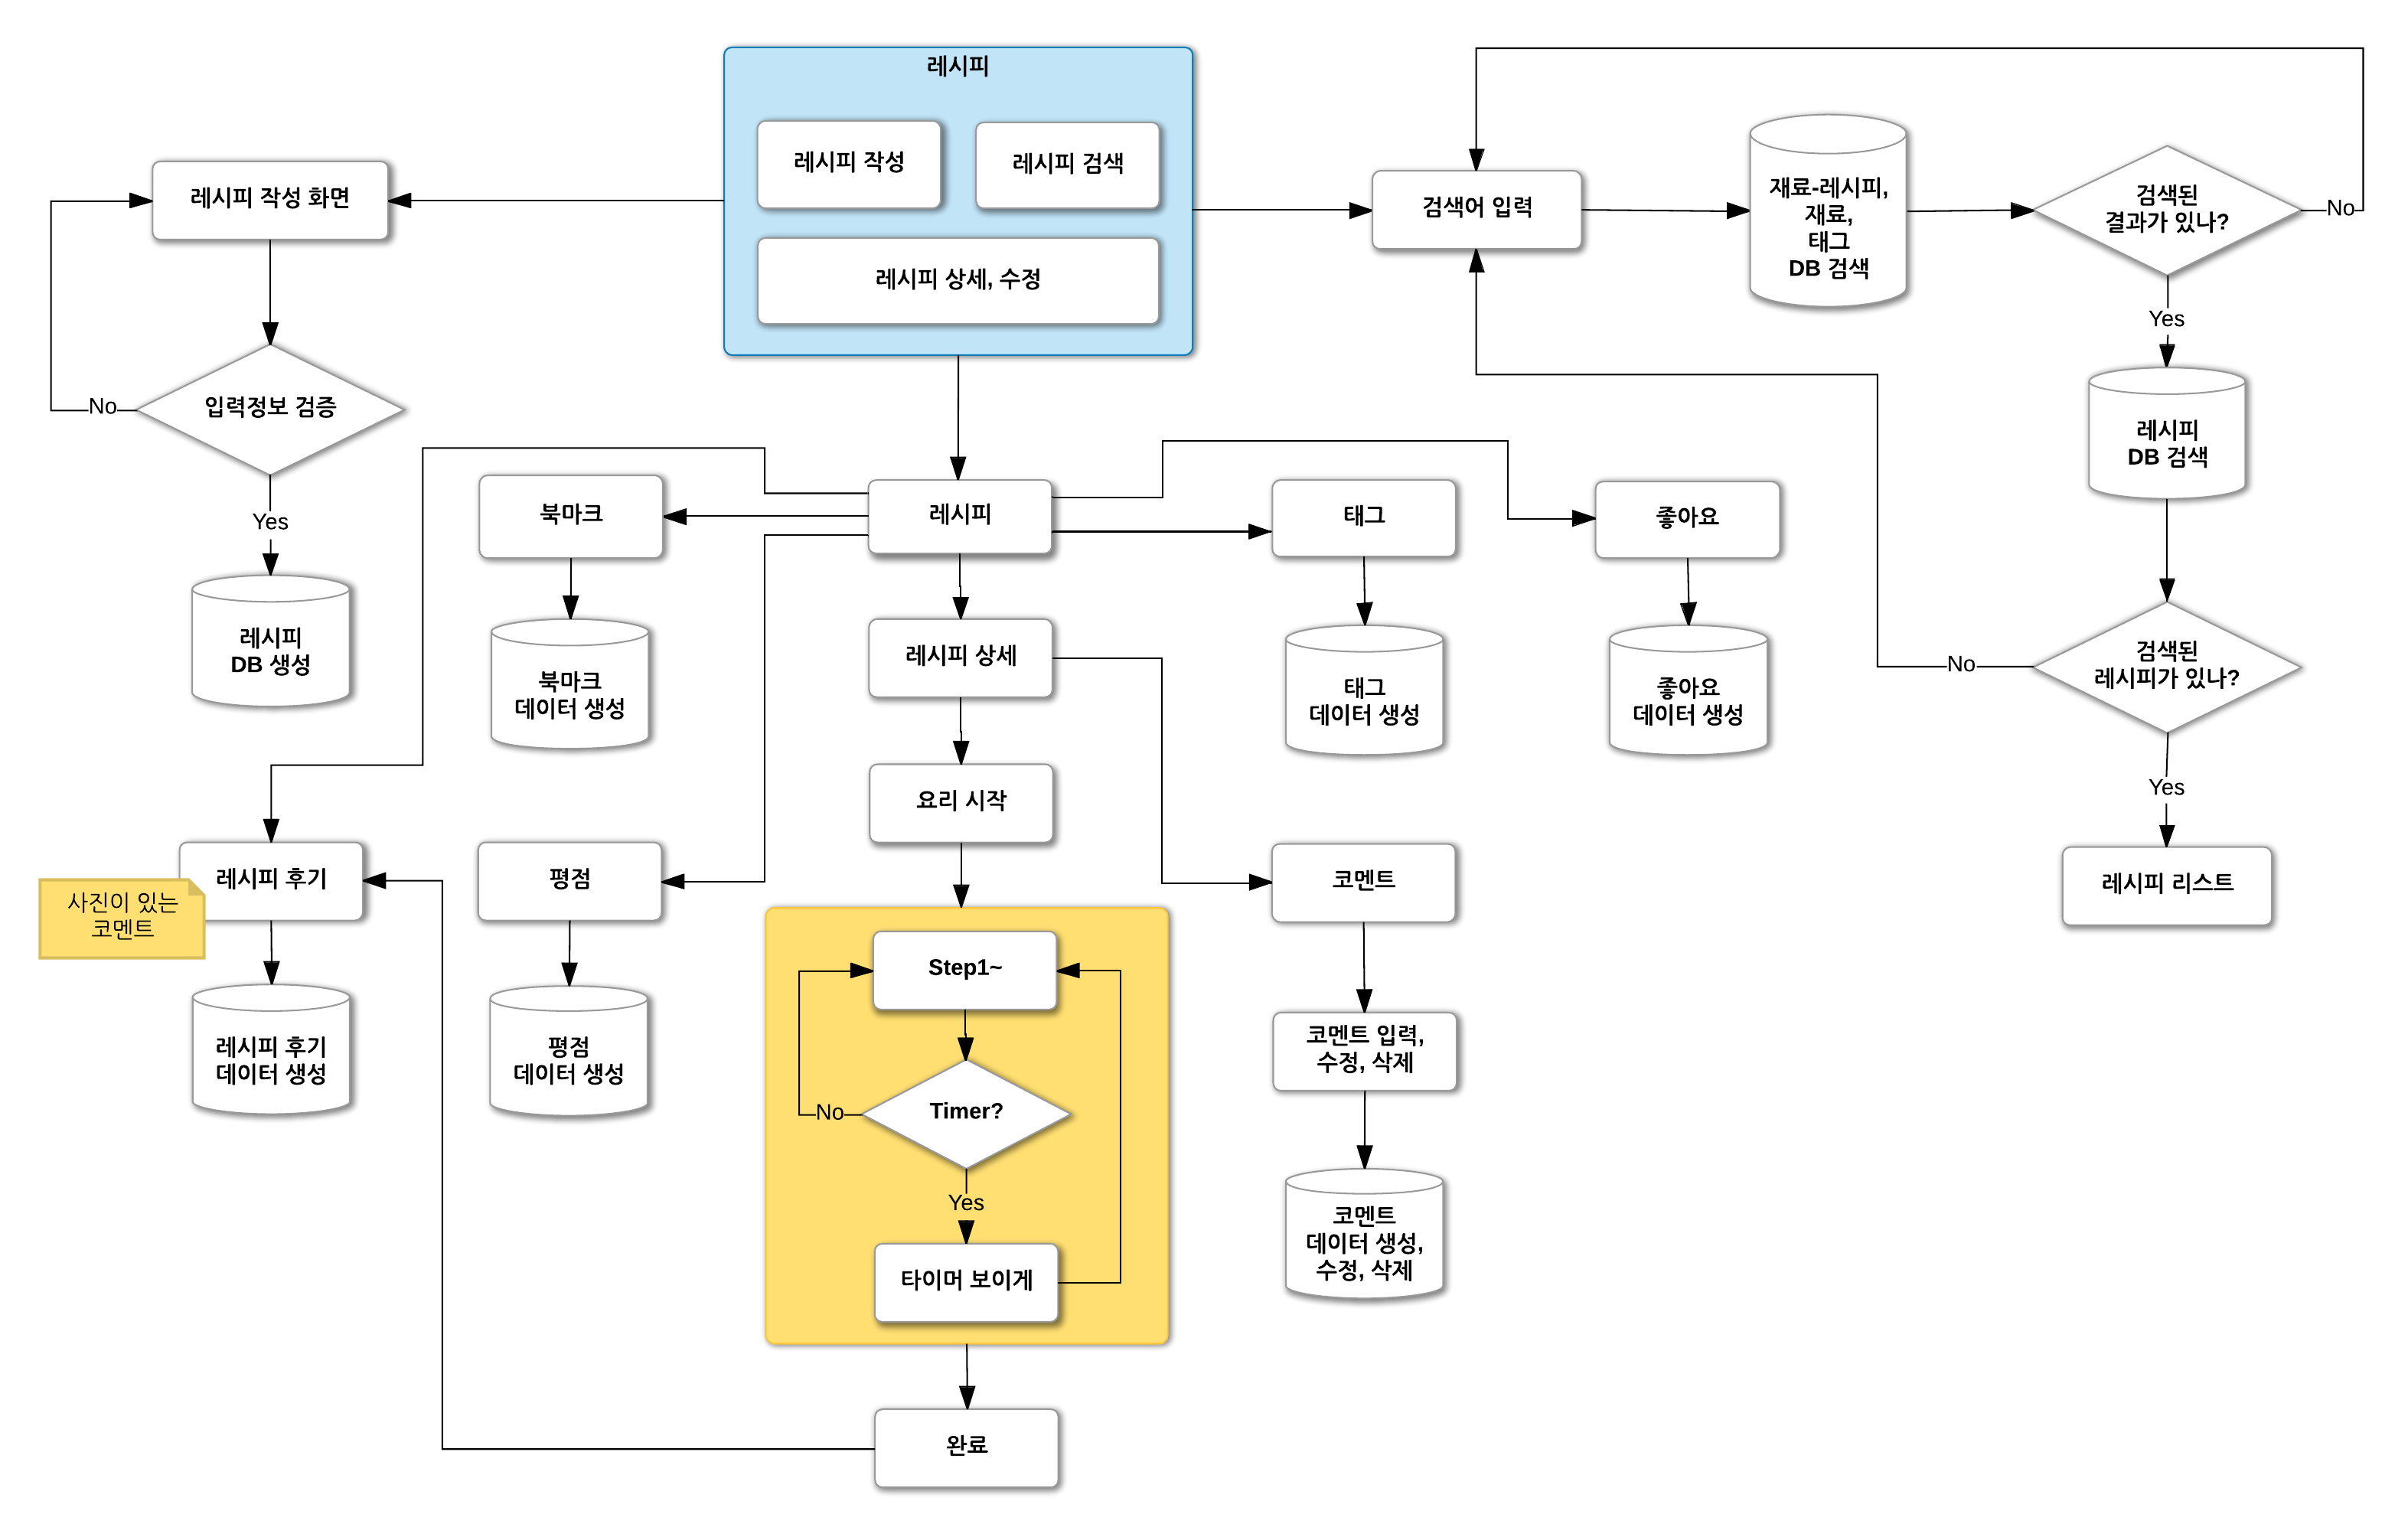 레시피
레시피 작성
레시피 검색
레시피 상세, 수정
레시피 작성 화면
입력정보 검증
No
Yes
레시피
DB 생성
검색어 입력
재료-레시피,
재료,
태그
DB 검색
검색된
결과가 있나?
No
Yes
레시피
DB 검색
검색된
레시피가 있나?
No
Yes
레시피 리스트
레시피
북마크
북마크
데이터 생성
태그
태그
데이터 생성
좋아요
좋아요
데이터 생성
레시피 상세
요리 시작
레시피 후기
사진이 있는
코멘트
레시피 후기
데이터 생성
평점
평점
데이터 생성
Step1~
Timer?
No
Yes
타이머 보이게
완료
코멘트
코멘트 입력,
수정, 삭제
코멘트
데이터 생성,
수정, 삭제